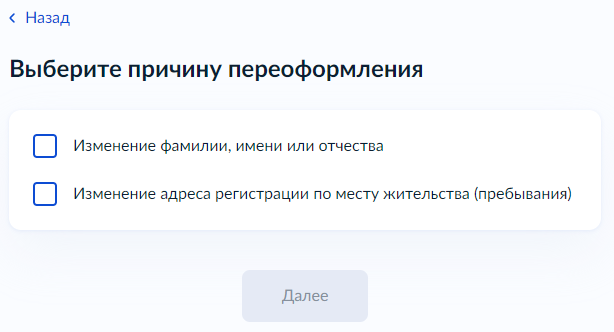 Назад
Выберите причину переоформления
Изменение фамилии, имени или отчества
Изменение адреса регистрации по месту жительства (пребывания)
Далее